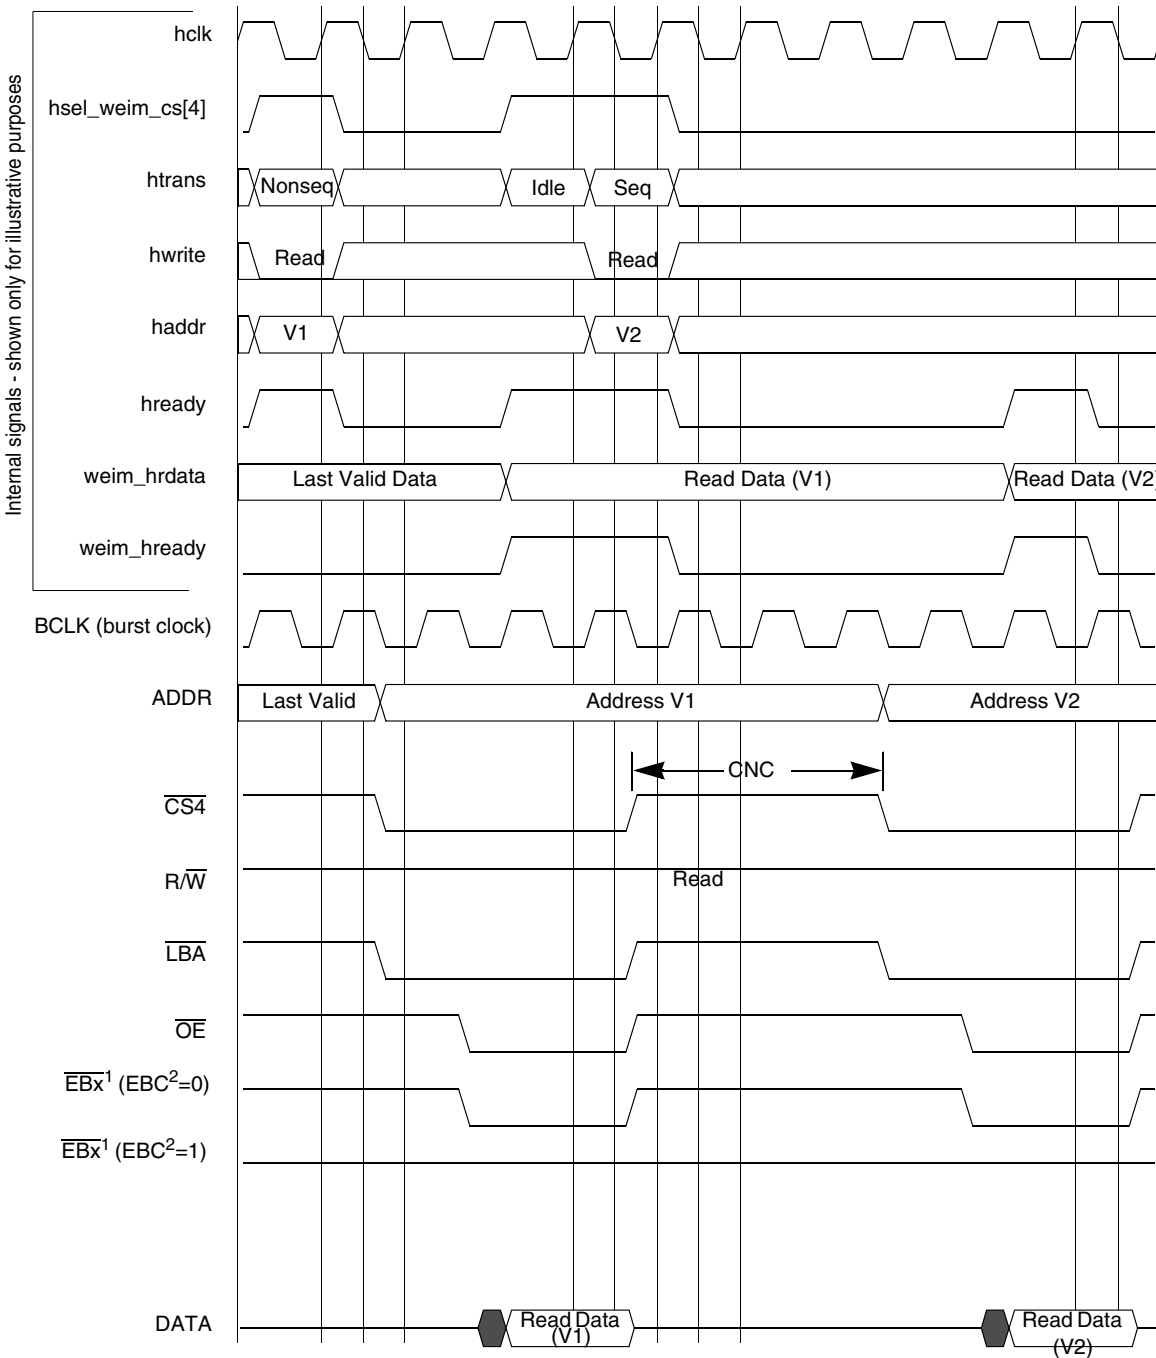 Internal signals - shown only for illustrative purposes
hclk
hsel_weim_cs[4]
htrans Nonseq Idle Seq
hwrite Read Read
haddr V1 V2
hready
weim_hrdata Last Valid Data Read Data (V1) Read Data (V2)
weim_hready
BCLK (burst clock)
ADDR Last Valid Address V1 Address V2
CNC
CS4
R/W Read
LBA
OE
EBx1 (EBC2=0)
EBx1 (EBC2=1)
DATA Read Data (V1) Read Data (V2)